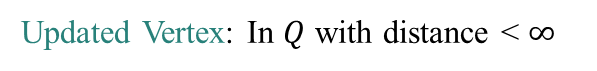 Updated Vertex: In Q with distance < ∞